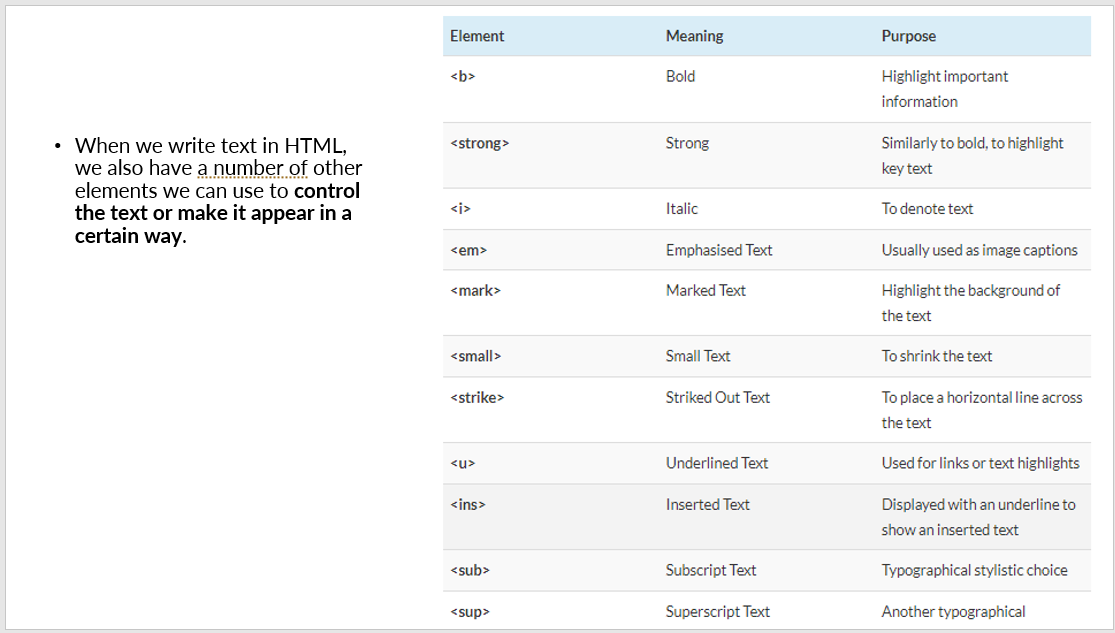 • When we write text in HTML,
we also have a number of other
elements we can use to control
the text or make it appear in a
certain way.
Element Meaning Purpose
<b> Bold Highlight important
information
<strong> Strong Similarly to bold, to highlight
key text
<i> Italic To denote text
<em> Emphasised Text Usually used as image captions
<mark> Marked Text Highlight the background of
the text
<small> Small Text To shrink the text
<strike> Striked Out Text To place a horizontal line across
the text
<u> Underlined Text Used for links or text highlights
<ins> Inserted Text Displayed with an underline to
show an inserted text
<sub> Subscript Text Typographical stylistic choice
<sup> Superscript Text Another typographical